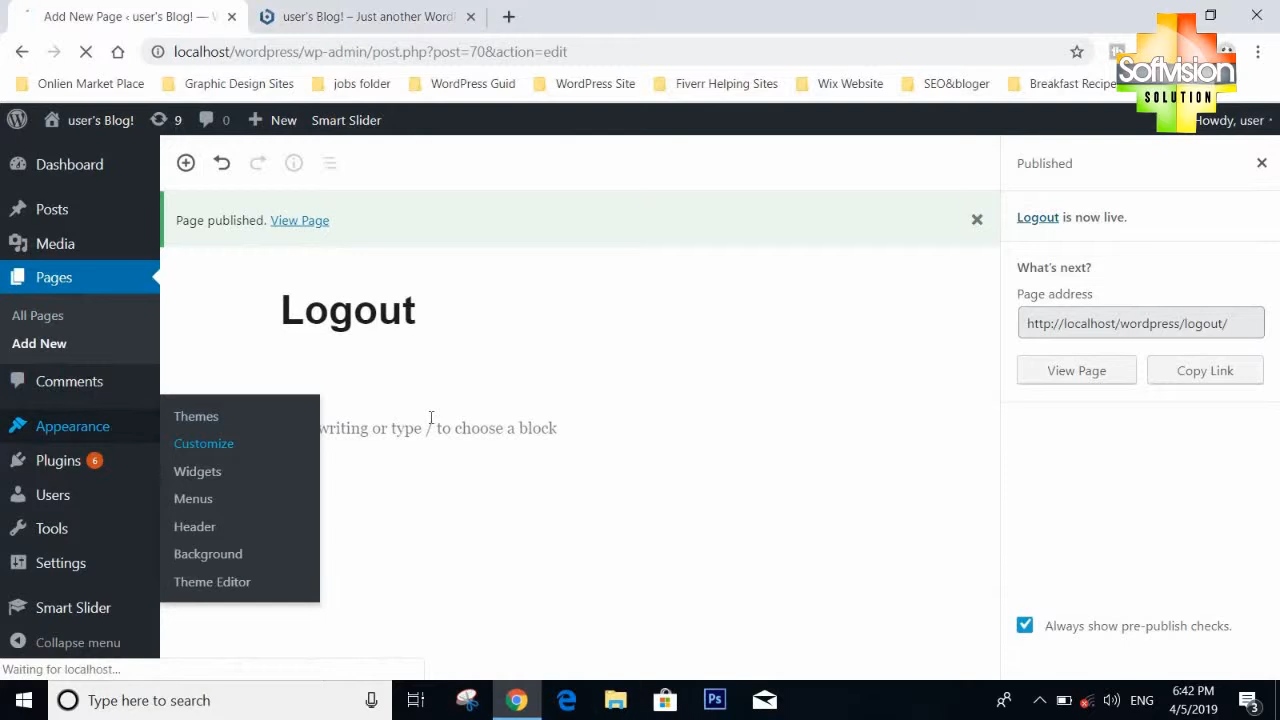 Add New Page ‹ user's Blog! — W
user's Blog! – Just another WordP
localhost/wordpress/wp-admin/post.php?post=70&action=edit
Onlien Market Place
Graphic Design Sites
jobs folder
WordPress Guid
WordPress Site
Fiverr Helping Sites
Wix Website
SEO&bloger
Breakfast Recipe
Sofvision
SOLUTION
user's Blog!
9
0
New
Smart Slider
Howdy, user
Dashboard
Posts
Media
Pages
All Pages
Add New
Comments
Appearance
Plugins 6
Users
Tools
Settings
Smart Slider
Collapse menu
Themes
Customize
Widgets
Menus
Header
Background
Theme Editor
Page published. View Page
Logout
writing or type / to choose a block
Published
Logout is now live.
What's next?
Page address
http://localhost/wordpress/logout/
View Page
Copy Link
Always show pre-publish checks.
Waiting for localhost...
Type here to search
Ps
ENG
6:42 PM
4/5/2019
3